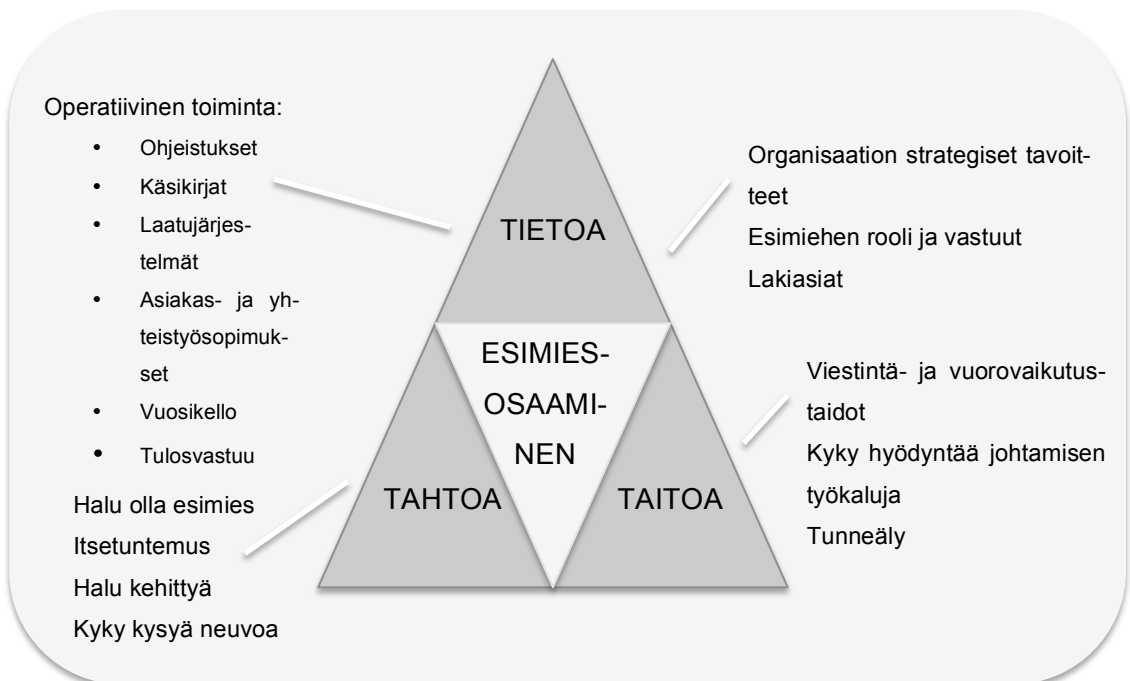 Operatiivinen toiminta:
• Ohjeistukset
• Käsikirjat
• Laatujärjes-
telmät
• Asiakas- ja yh-
teistyösopimuk-
set
• Vuosikello
• Tulosvastuu
Halu olla esimies
Itsetuntemus
Halu kehittyä
Kyky kysyä neuvoa
TIETOA
ESIMIES-
OSAAMI-
NEN
TAHTOA
TAITOA
Organisaation strategiset tavoit-
teet
Esimiehen rooli ja vastuut
Lakiasiat
Viestintä- ja vuorovaikutus-
taidot
Kyky hyödyntää johtamisen
työkaluja
Tunneäly